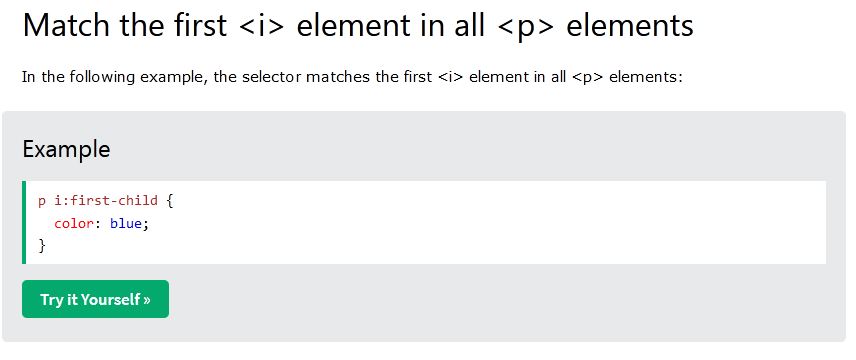 Match the first <i> element in all <p> elements
In the following example, the selector matches the first <i> element in all <p> elements:
Example
p i:first-child {
  color: blue;
}
Try it Yourself »